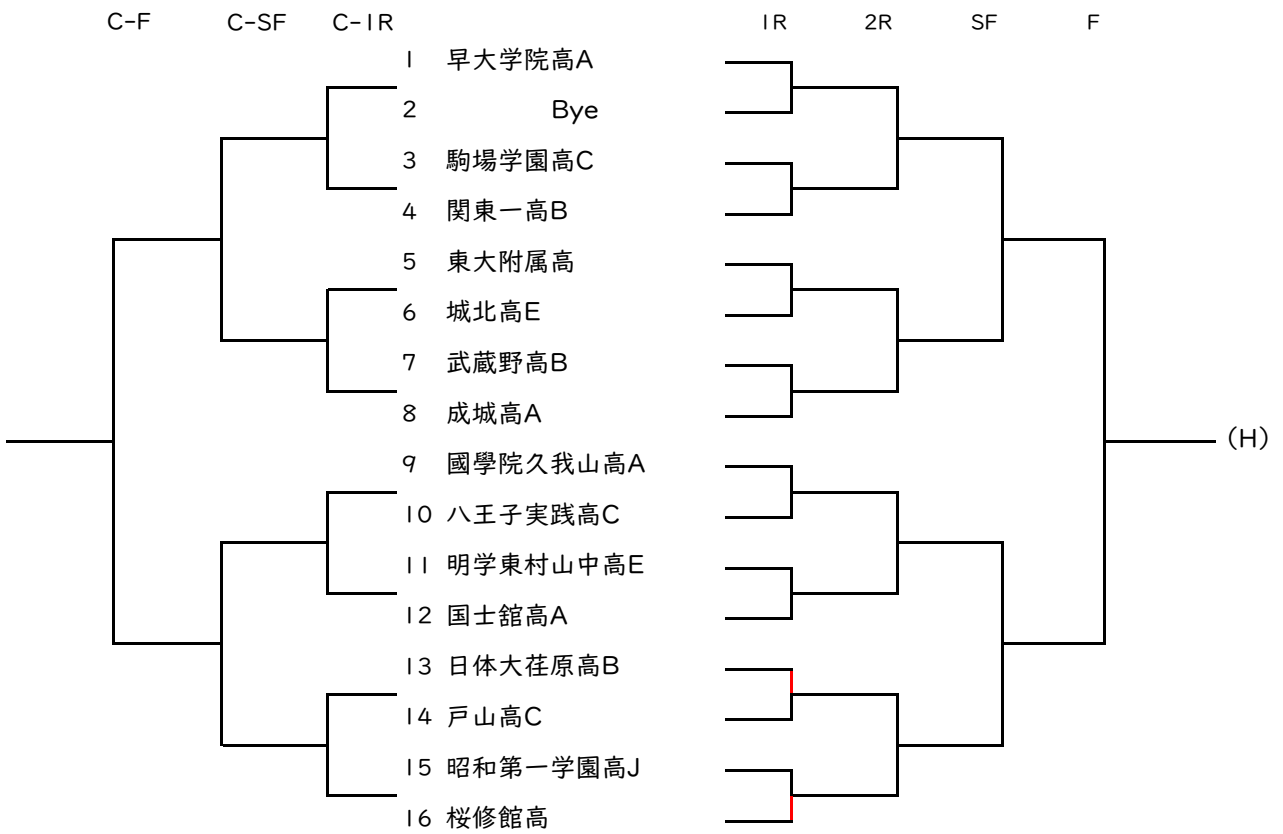 C-F C-SF C-1R 1R 2R SF F
1 早大学院高A
2 Bye
3 駒場学園高C
4 関東一高B
5 東大附属高
6 城北高E
7 武蔵野高B
8 成城高A
(H)
9 國學院久我山高A
10 八王子実践高C
11 明学東村山中高E
12 国士舘高A
13 日体大荏原高B
14 戸山高C
15 昭和第一学園高J
16 桜修館高